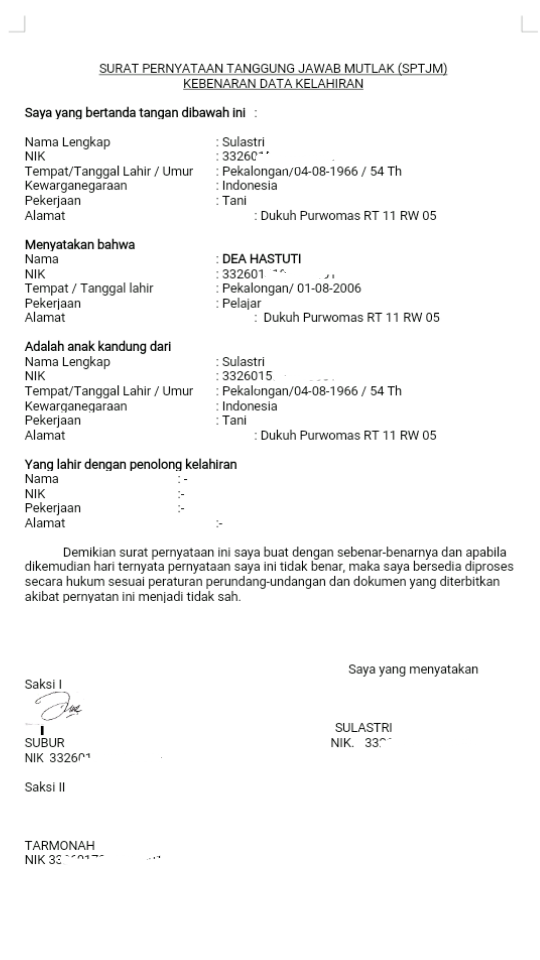 SURAT PERNYATAAN TANGGUNG JAWAB MUTLAK (SPTJM)
KEBENARAN DATA KELAHIRAN
Saya yang bertanda tangan dibawah ini :
Nama Lengkap : Sulastri
NIK : 33260
Tempat/Tanggal Lahir / Umur : Pekalongan/04-08-1966 / 54 Th
Kewarganegaraan : Indonesia
Pekerjaan : Tani
Alamat : Dukuh Purwomas RT 11 RW 05
Menyatakan bahwa
Nama : DEA HASTUTI
NIK : 332601
Tempat / Tanggal lahir : Pekalongan/ 01-08-2006
Pekerjaan : Pelajar
Alamat : Dukuh Purwomas RT 11 RW 05
Adalah anak kandung dari
Nama Lengkap : Sulastri
NIK : 3326015
Tempat/Tanggal Lahir / Umur : Pekalongan/04-08-1966 / 54 Th
Kewarganegaraan : Indonesia
Pekerjaan : Tani
Alamat : Dukuh Purwomas RT 11 RW 05
Yang lahir dengan penolong kelahiran
Nama : -
NIK :-
Pekerjaan :-
Alamat :-
Demikian surat pernyataan ini saya buat dengan sebenar-benarnya dan apabila
dikemudian hari ternyata pernyataan saya ini tidak benar, maka saya bersedia diproses
secara hukum sesuai peraturan perundang-undangan dan dokumen yang diterbitkan
akibat pernyatan ini menjadi tidak sah.
Saya yang menyatakan
Saksi I
SULASTRI
SUBUR
NIK. 33
NIK 33260
Saksi II
TARMONAH
NIK 33